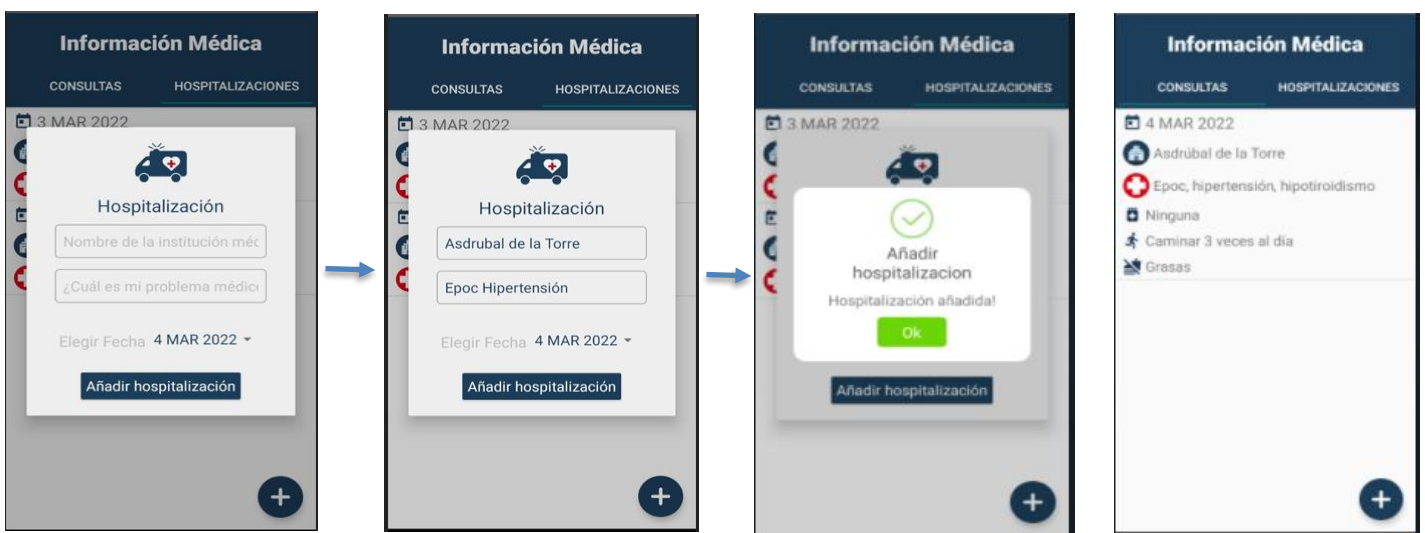 Información Médica
CONSULTAS HOSPITALIZACIONES
3 MAR 2022
Hospitalización
Nombre de la institución méc
¿Cuál es mi problema médico
Elegir Fecha 4 MAR 2022
Añadir hospitalización
+
Información Médica
CONSULTAS HOSPITALIZACIONES
3 MAR 2022
Hospitalización
Asdrubal de la Torre
Epoc Hipertensión
Elegir Fecha 4 MAR 2022
Añadir hospitalización
+
Información Médica
CONSULTAS HOSPITALIZACIONES
3 MAR 2022
Añadir
hospitalizacion
Hospitalización añadida!
Ok
Añadir hospitalización
+
Información Médica
CONSULTAS HOSPITALIZACIONES
4 MAR 2022
Asdrúbal de la Torre
Epoc, hipertensión, hipotiroidismo
Ninguna
Caminar 3 veces al día
Grasas
+